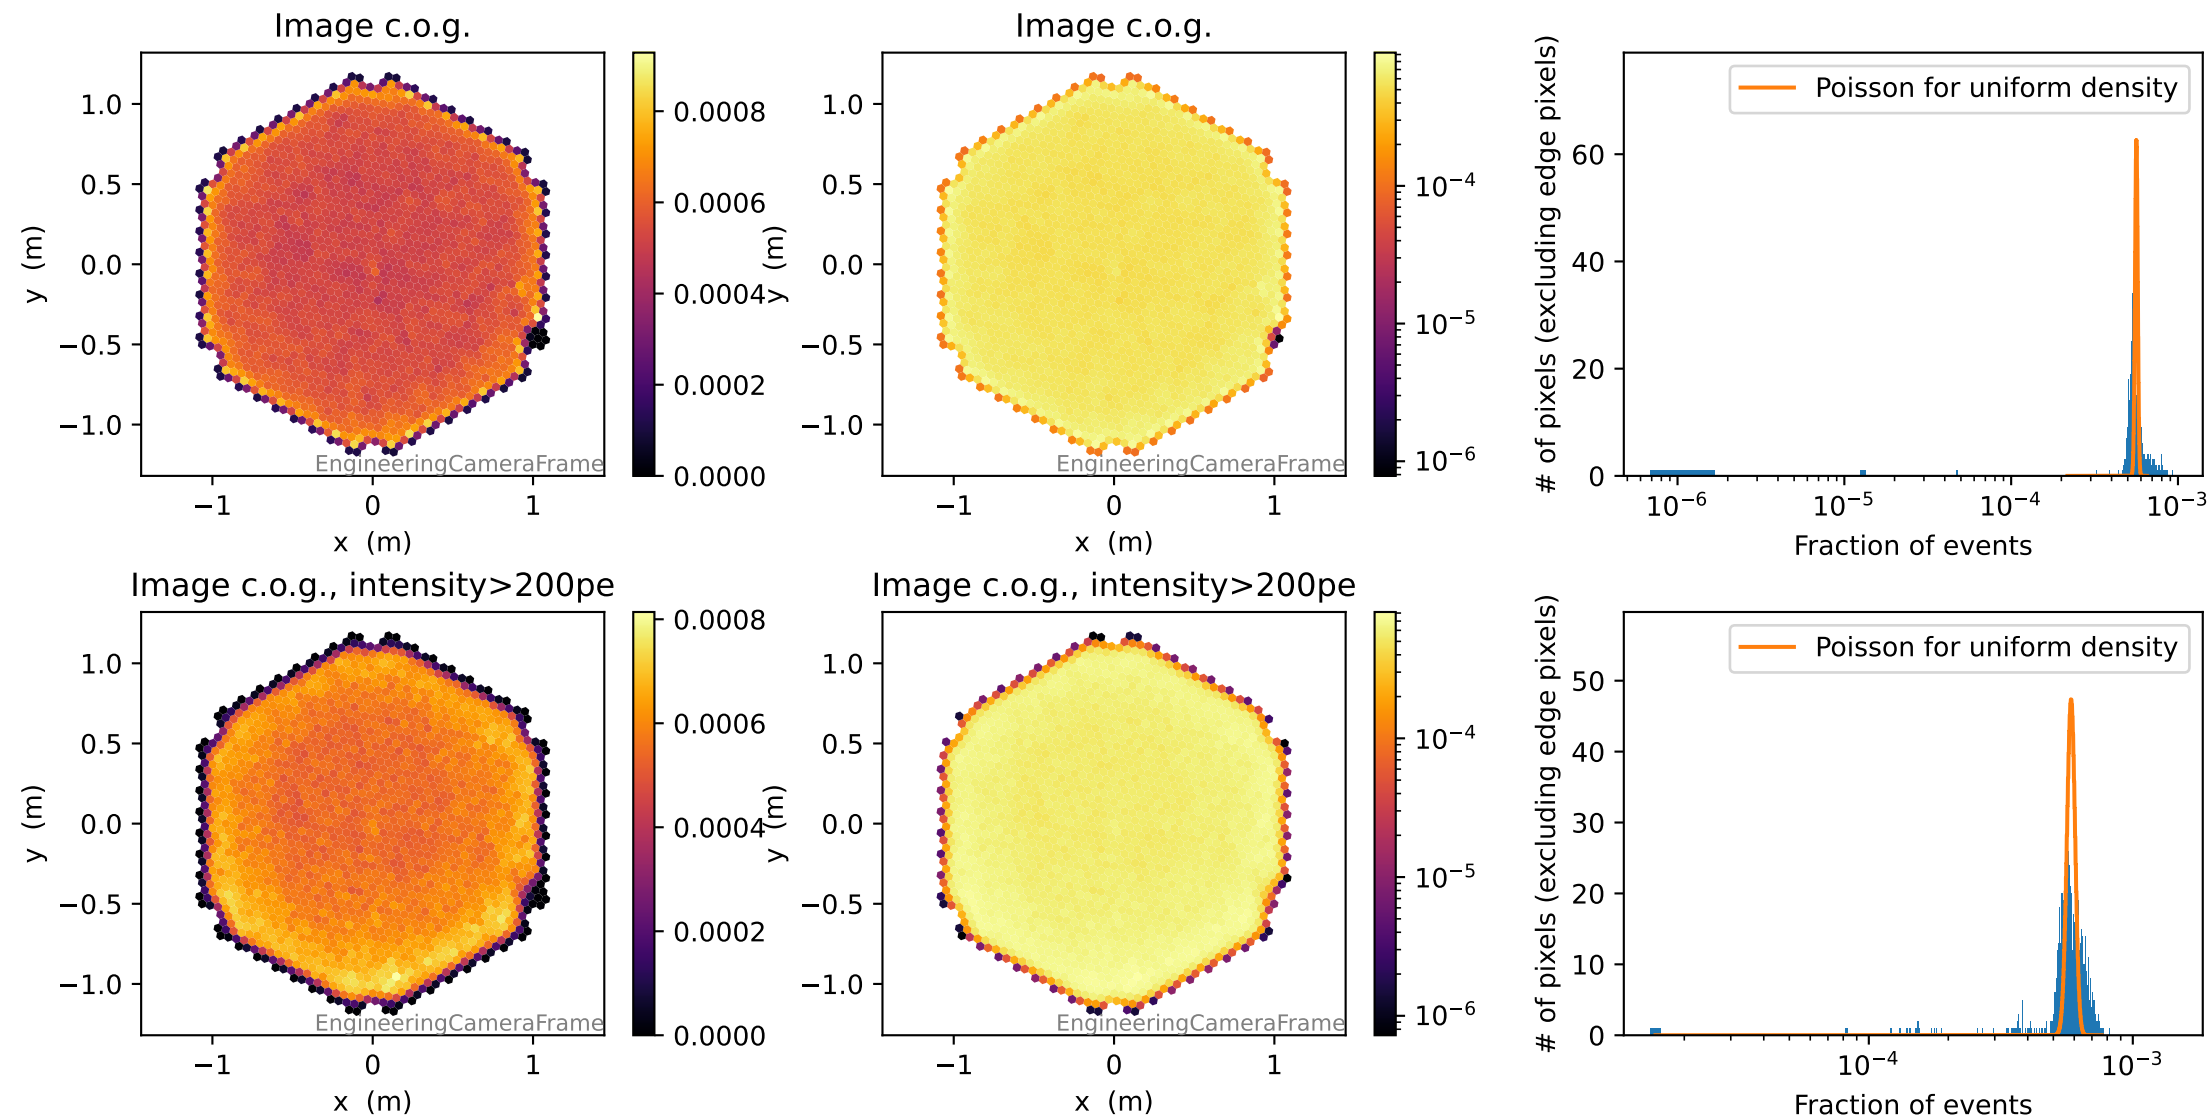 Image c.o.g.
1.0
0.5
0.0
−0.5
−1.0
y (m)
−1
0
1
x (m)
EngineeringCameraFrame
0.0008
0.0006
0.0004
0.0002
0.0000
Image c.o.g.
1.0
0.5
0.0
−0.5
−1.0
y (m)
−1
0
1
x (m)
EngineeringCameraFrame
10⁻⁴
10⁻⁵
10⁻⁶
Poisson for uniform density
# of pixels (excluding edge pixels)
60
40
20
0
10⁻⁶
10⁻⁵
10⁻⁴
10⁻³
Fraction of events
Image c.o.g., intensity>200pe
1.0
0.5
0.0
−0.5
−1.0
y (m)
−1
0
1
x (m)
EngineeringCameraFrame
0.0008
0.0006
0.0004
0.0002
0.0000
Image c.o.g., intensity>200pe
1.0
0.5
0.0
−0.5
−1.0
y (m)
−1
0
1
x (m)
EngineeringCameraFrame
10⁻⁴
10⁻⁵
10⁻⁶
Poisson for uniform density
# of pixels (excluding edge pixels)
50
40
30
20
10
0
10⁻⁴
10⁻³
Fraction of events